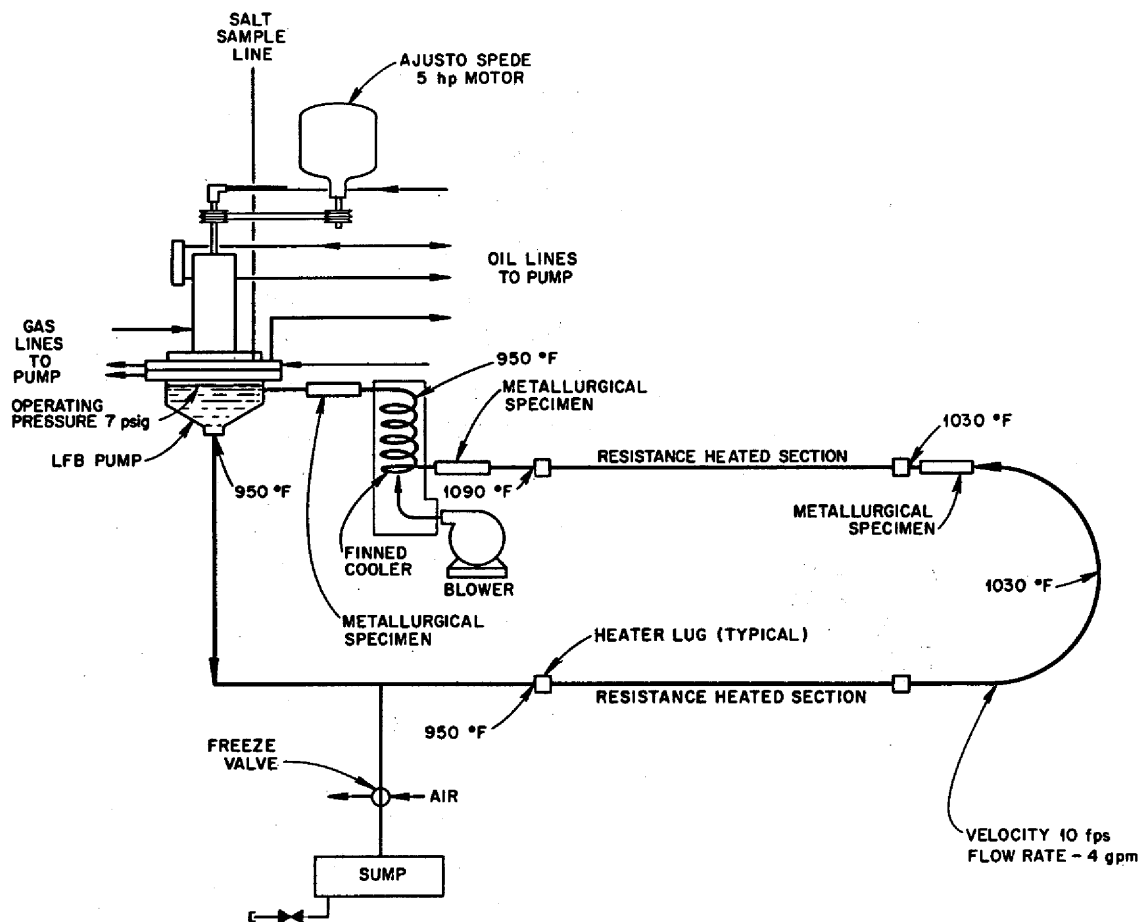 SALT
SAMPLE
LINE
AJUSTO SPEDE
5 hp MOTOR
OIL LINES
TO PUMP
GAS
LINES
TO
PUMP
OPERATING
PRESSURE 7 psig
LFB PUMP
950 °F
950 °F
METALLURGICAL
SPECIMEN
1090 °F
RESISTANCE HEATED SECTION
1030 °F
METALLURGICAL
SPECIMEN
FINNED
COOLER
BLOWER
1030 °F
METALLURGICAL
SPECIMEN
HEATER LUG (TYPICAL)
950 °F
RESISTANCE HEATED SECTION
FREEZE
VALVE
AIR
SUMP
VELOCITY 10 fps
FLOW RATE – 4 gpm